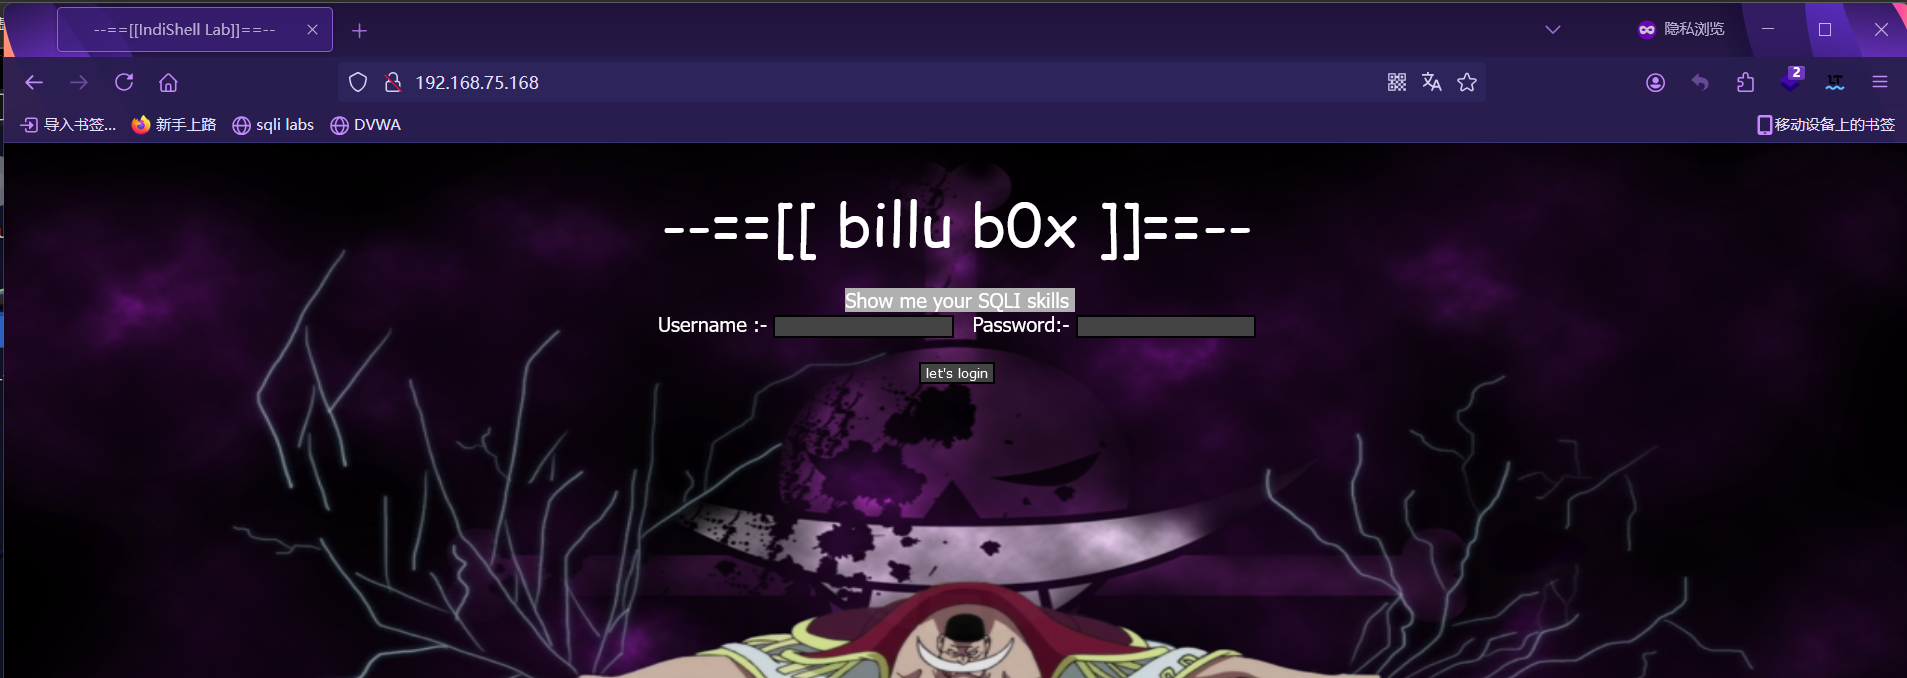 --==[[IndiShell Lab]]==--
隐私浏览
192.168.75.168
2
LT
导入书签...
新手上路
sqli labs
DVWA
移动设备上的书签
--==[[ billu b0x ]]==--
Show me your SQLI skills
Username :- Password:-
let's login